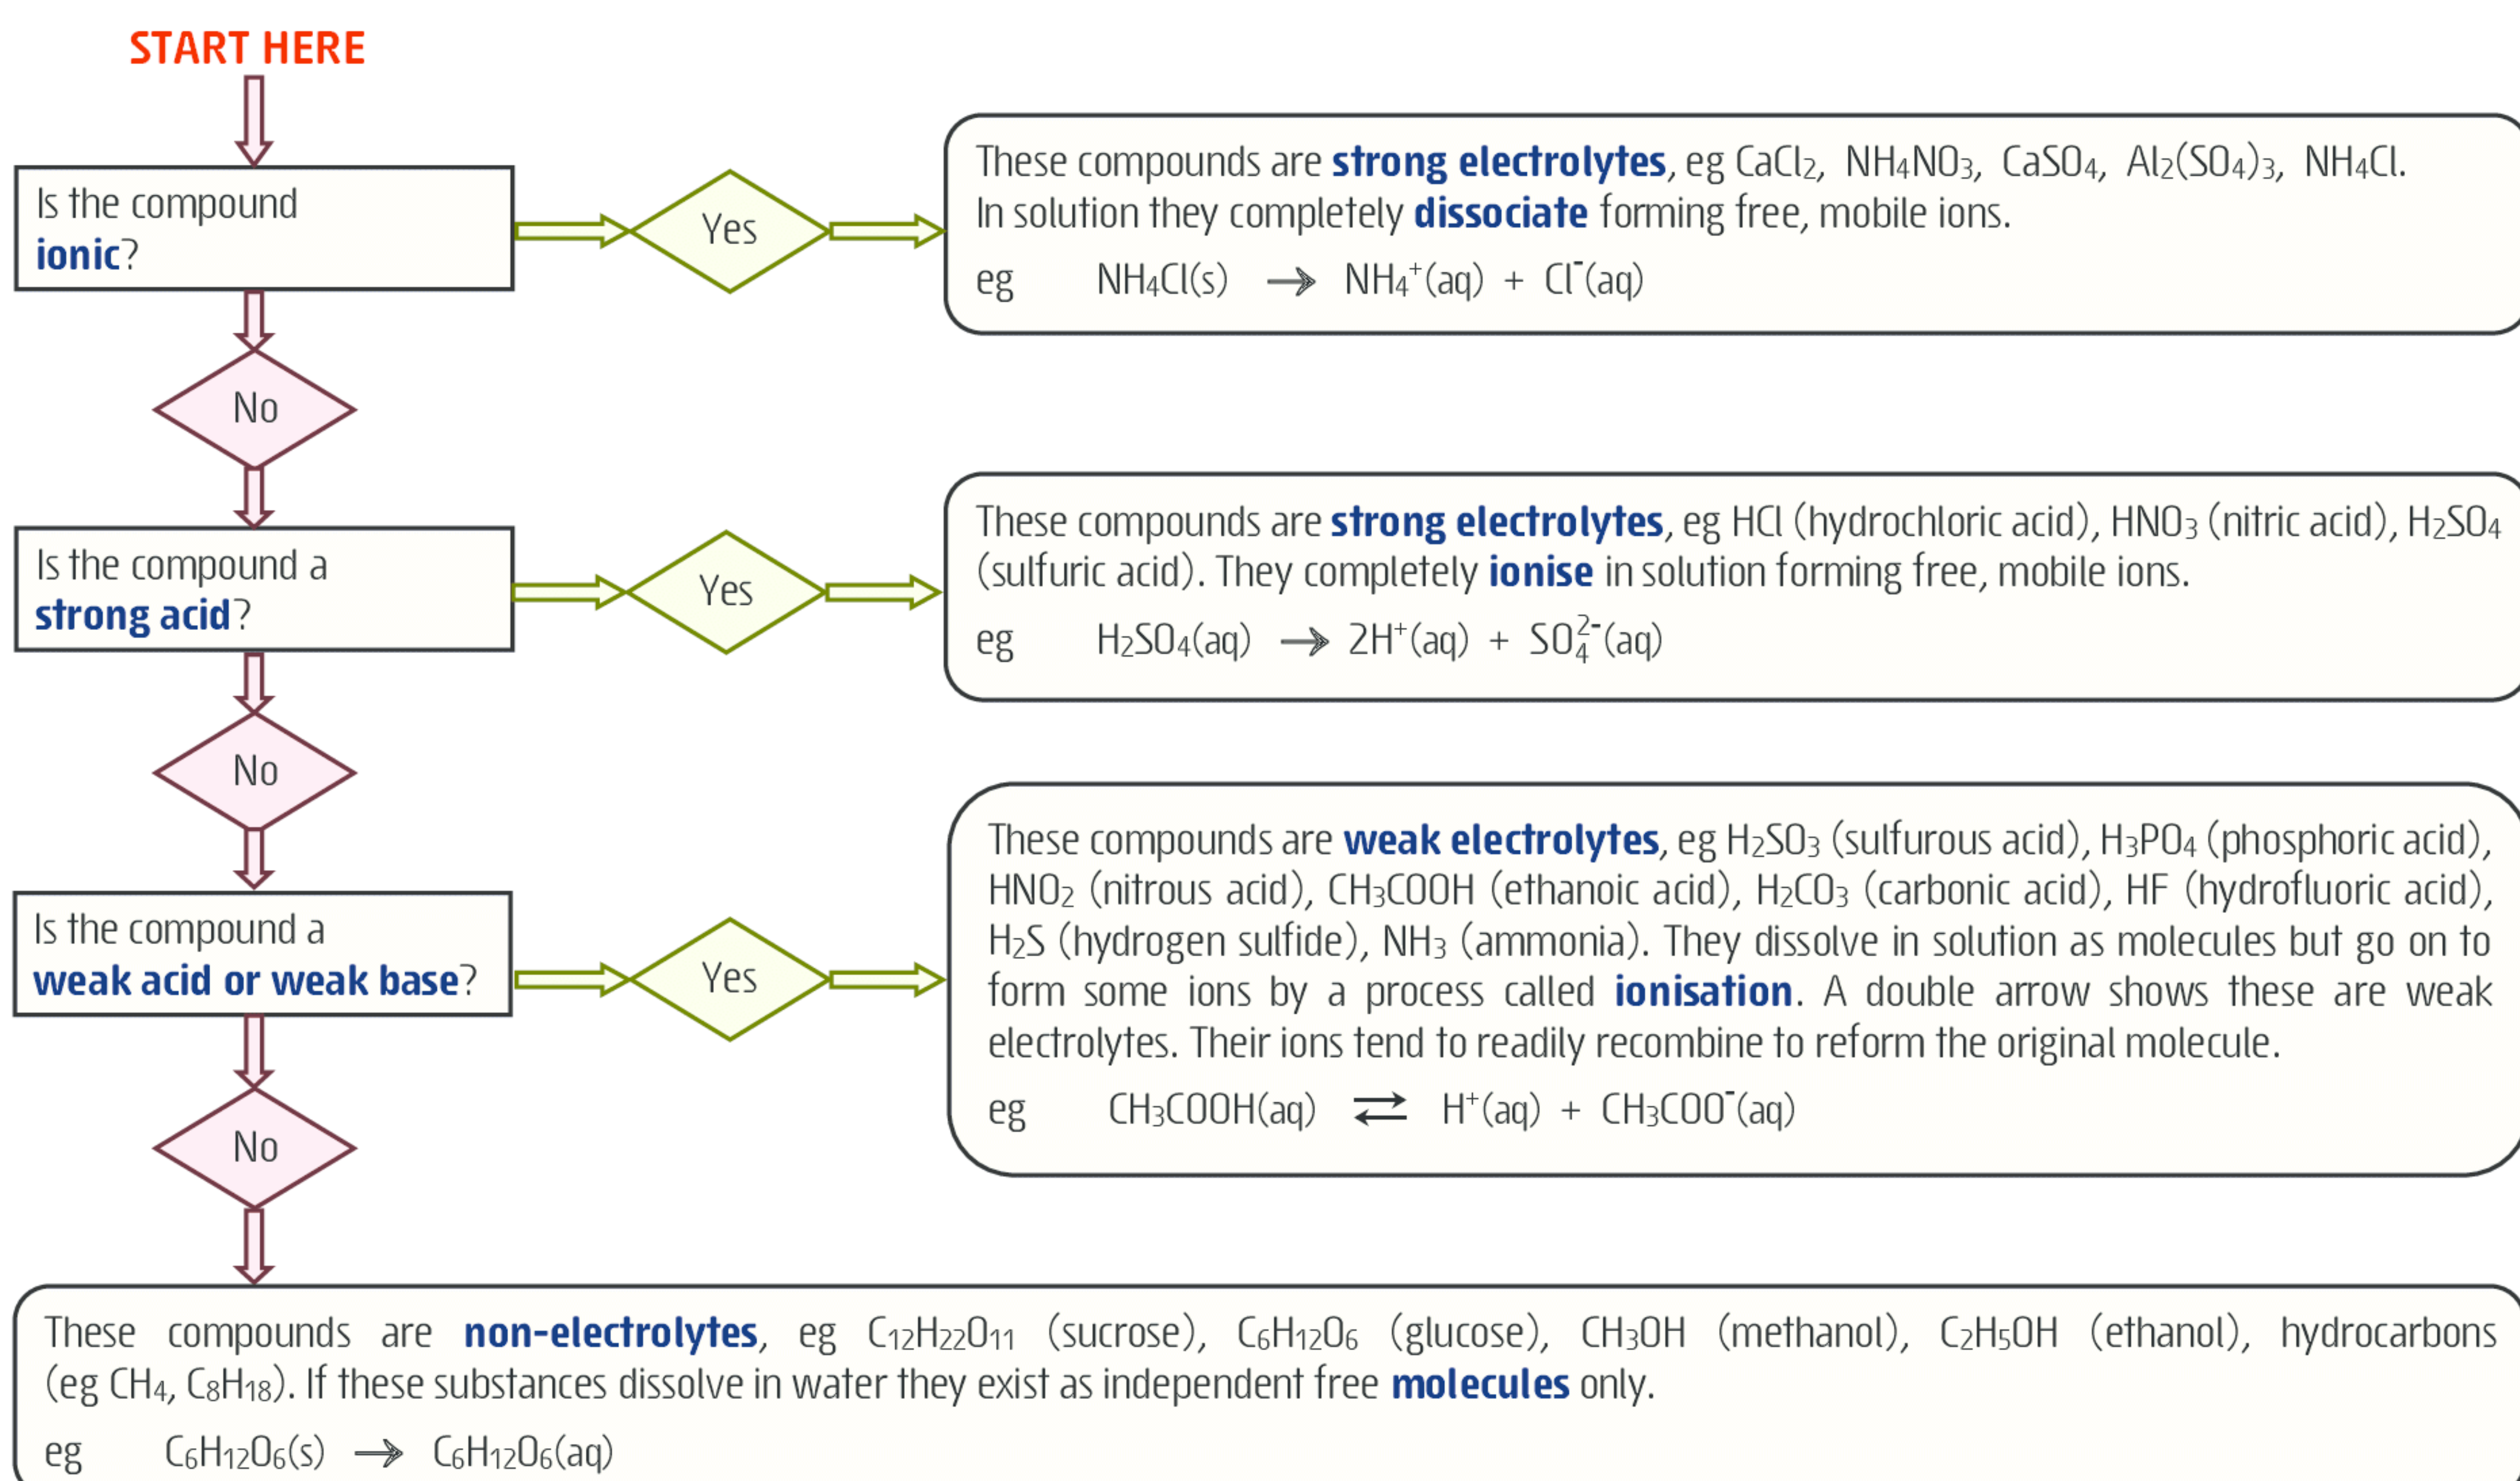 START HERE
Is the compound
ionic?
Yes
These compounds are strong electrolytes, eg CaCl₂, NH₄NO₃, CaSO₄, Al₂(SO₄)₃, NH₄Cl.
In solution they completely dissociate forming free, mobile ions.
eg NH₄Cl(s) → NH₄⁺(aq) + Cl⁻(aq)
No
Is the compound a
strong acid?
Yes
These compounds are strong electrolytes, eg HCl (hydrochloric acid), HNO₃ (nitric acid), H₂SO₄
(sulfuric acid). They completely ionise in solution forming free, mobile ions.
eg H₂SO₄(aq) → 2H⁺(aq) + SO₄²⁻(aq)
No
Is the compound a
weak acid or weak base?
Yes
These compounds are weak electrolytes, eg H₂SO₃ (sulfurous acid), H₃PO₄ (phosphoric acid),
HNO₂ (nitrous acid), CH₃COOH (ethanoic acid), H₂CO₃ (carbonic acid), HF (hydrofluoric acid),
H₂S (hydrogen sulfide), NH₃ (ammonia). They dissolve in solution as molecules but go on to
form some ions by a process called ionisation. A double arrow shows these are weak
electrolytes. Their ions tend to readily recombine to reform the original molecule.
eg CH₃COOH(aq) ⇄ H⁺(aq) + CH₃COO⁻(aq)
No
These compounds are non-electrolytes, eg C₁₂H₂₂O₁₁ (sucrose), C₆H₁₂O₆ (glucose), CH₃OH (methanol), C₂H₅OH (ethanol), hydrocarbons
(eg CH₄, C₈H₁₈). If these substances dissolve in water they exist as independent free molecules only.
eg C₆H₁₂O₆(s) → C₆H₁₂O₆(aq)